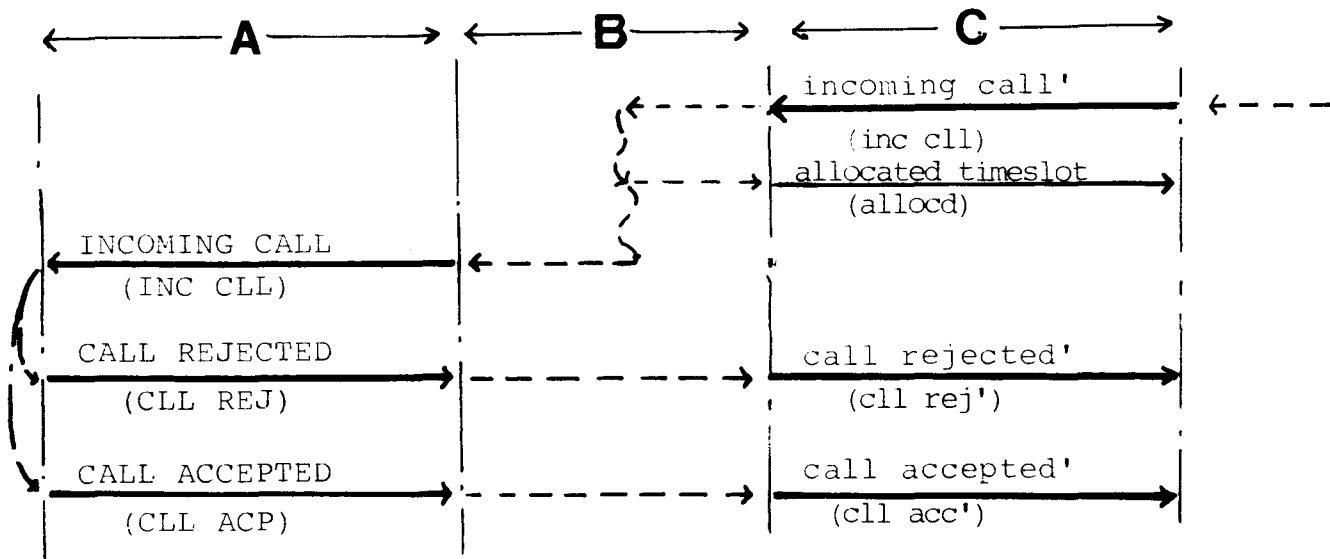 A B C
incoming call'
(inc cll)
allocated timeslot
(allocd)
INCOMING CALL
(INC CLL)
CALL REJECTED
(CLL REJ)
call rejected'
(cll rej')
CALL ACCEPTED
(CLL ACP)
call accepted'
(cll acc')